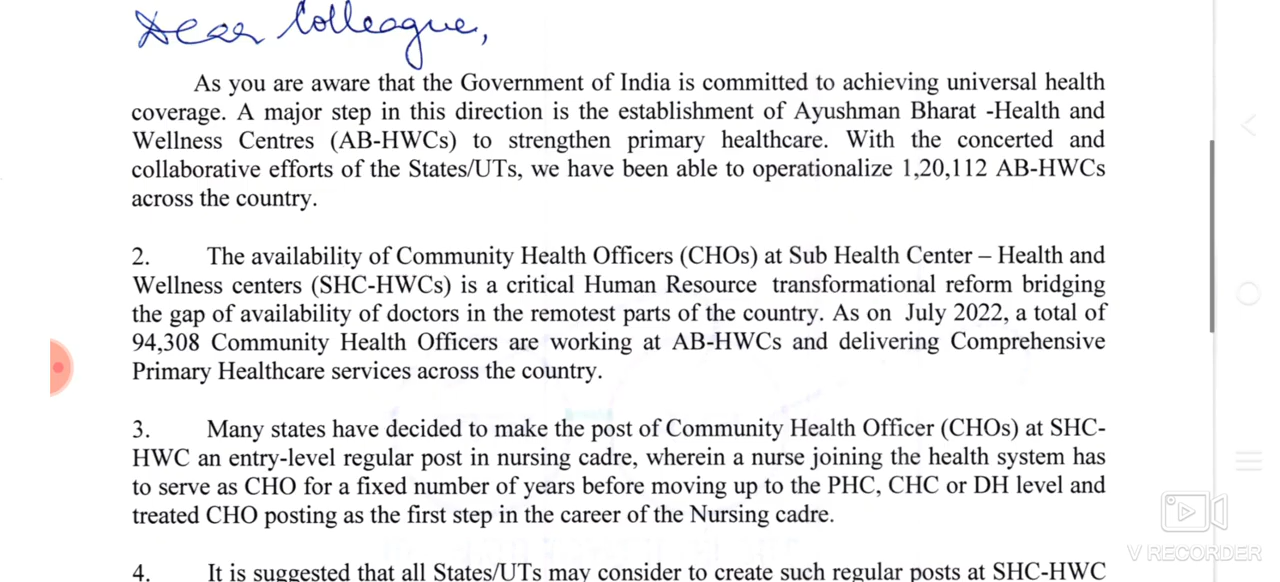 Dear Colleague,
As you are aware that the Government of India is committed to achieving universal health
coverage. A major step in this direction is the establishment of Ayushman Bharat -Health and
Wellness Centres (AB-HWCs) to strengthen primary healthcare. With the concerted and
collaborative efforts of the States/UTs, we have been able to operationalize 1,20,112 AB-HWCs
across the country.
2. The availability of Community Health Officers (CHOs) at Sub Health Center – Health and
Wellness centers (SHC-HWCs) is a critical Human Resource transformational reform bridging
the gap of availability of doctors in the remotest parts of the country. As on July 2022, a total of
94,308 Community Health Officers are working at AB-HWCs and delivering Comprehensive
Primary Healthcare services across the country.
3. Many states have decided to make the post of Community Health Officer (CHOs) at SHC-
HWC an entry-level regular post in nursing cadre, wherein a nurse joining the health system has
to serve as CHO for a fixed number of years before moving up to the PHC, CHC or DH level and
treated CHO posting as the first step in the career of the Nursing cadre.
4. It is suggested that all States/UTs may consider to create such regular posts at SHC-HWC
V RECORDER